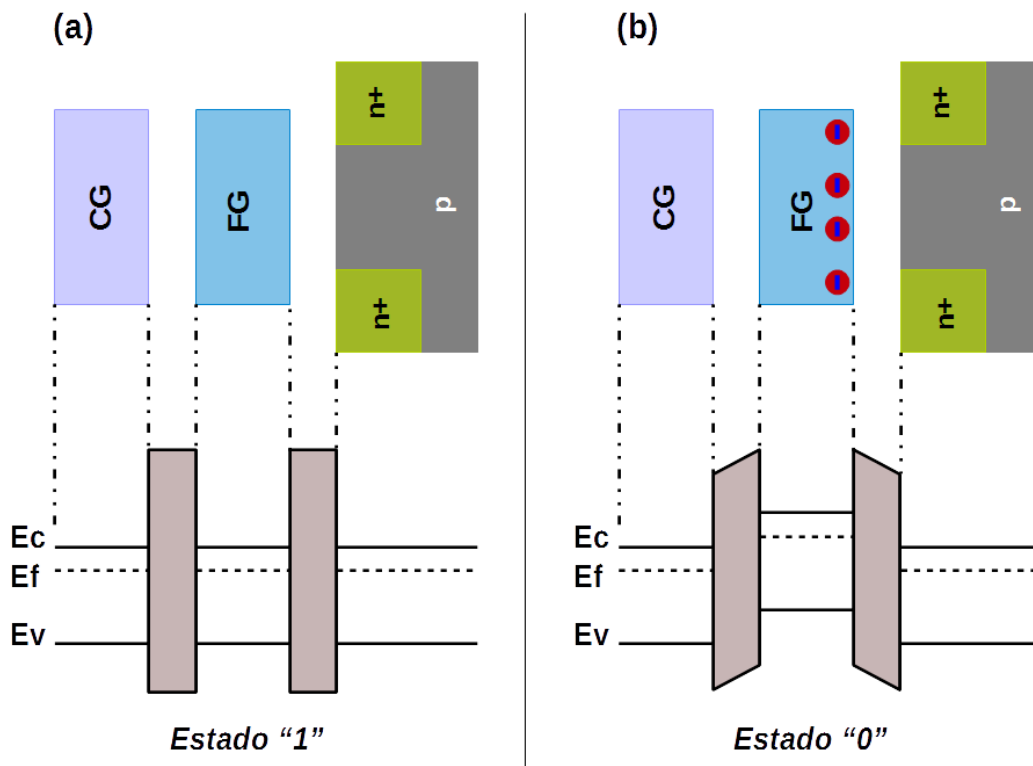 (a)
CG
FG
n+
n+
p
Ec
Ef
Ev
Estado “1”
(b)
CG
FG
n+
n+
p
Ec
Ef
Ev
Estado “0”